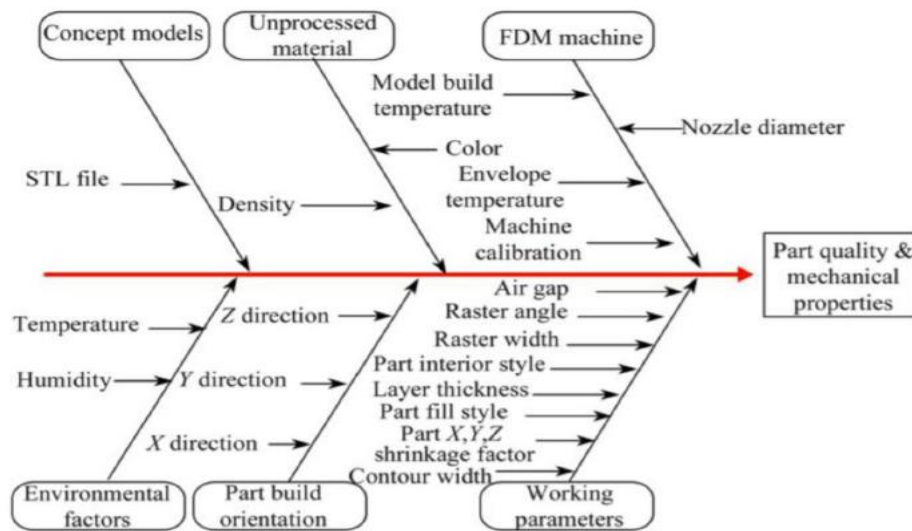 Concept models
Unprocessed
material
FDM machine
Model build
temperature
Nozzle diameter
Color
STL file
Envelope
temperature
Density
Machine
calibration
Part quality &
mechanical
properties
Air gap
Z direction
Raster angle
Temperature
Raster width
Part interior style
Humidity
Y direction
Layer thickness
Part fill style
X direction
Part X,Y,Z
shrinkage factor
Contour width
Environmental
factors
Part build
orientation
Working
parameters